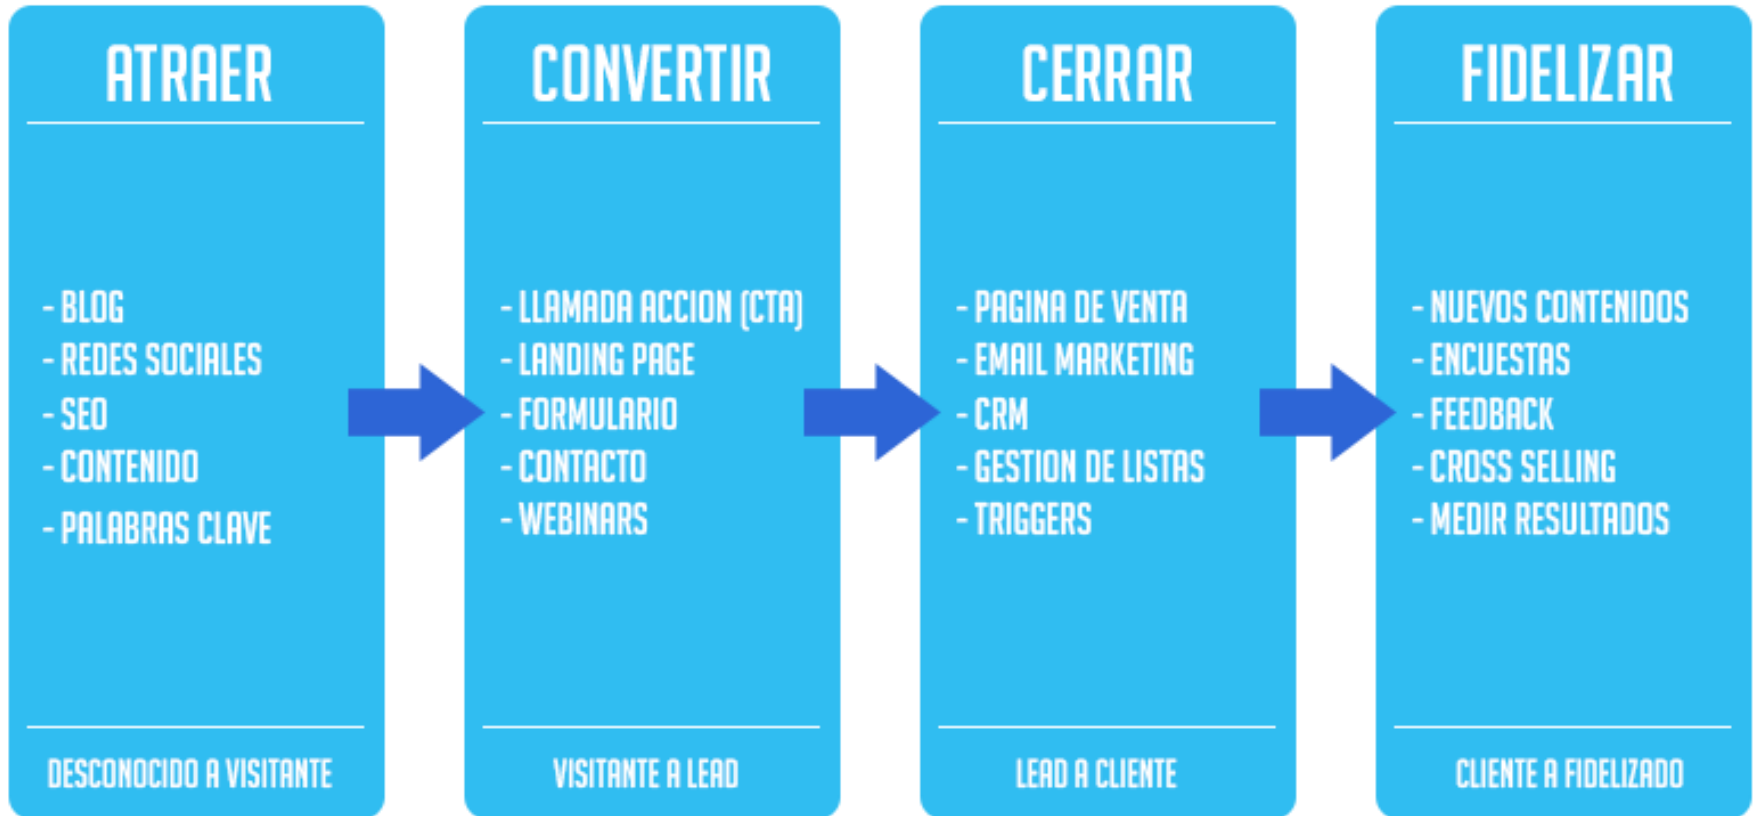 ATRAER
- BLOG
- REDES SOCIALES
- SEO
- CONTENIDO
- PALABRAS CLAVE
DESCONOCIDO A VISITANTE
CONVERTIR
- LLAMADA ACCION (CTA)
- LANDING PAGE
- FORMULARIO
- CONTACTO
- WEBINARS
VISITANTE A LEAD
CERRAR
- PAGINA DE VENTA
- EMAIL MARKETING
- CRM
- GESTION DE LISTAS
- TRIGGERS
LEAD A CLIENTE
FIDELIZAR
- NUEVOS CONTENIDOS
- ENCUESTAS
- FEEDBACK
- CROSS SELLING
- MEDIR RESULTADOS
CLIENTE A FIDELIZADO